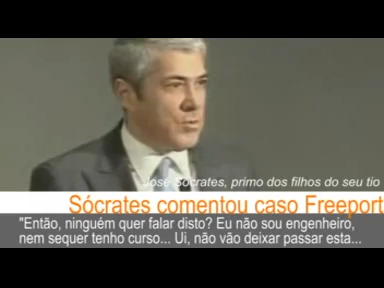 José Sócrates, primo dos filhos do seu tio
Sócrates comentou caso Freeport
"Então, ninguém quer falar disto? Eu não sou engenheiro,
nem sequer tenho curso... Ui, não vão deixar passar esta...